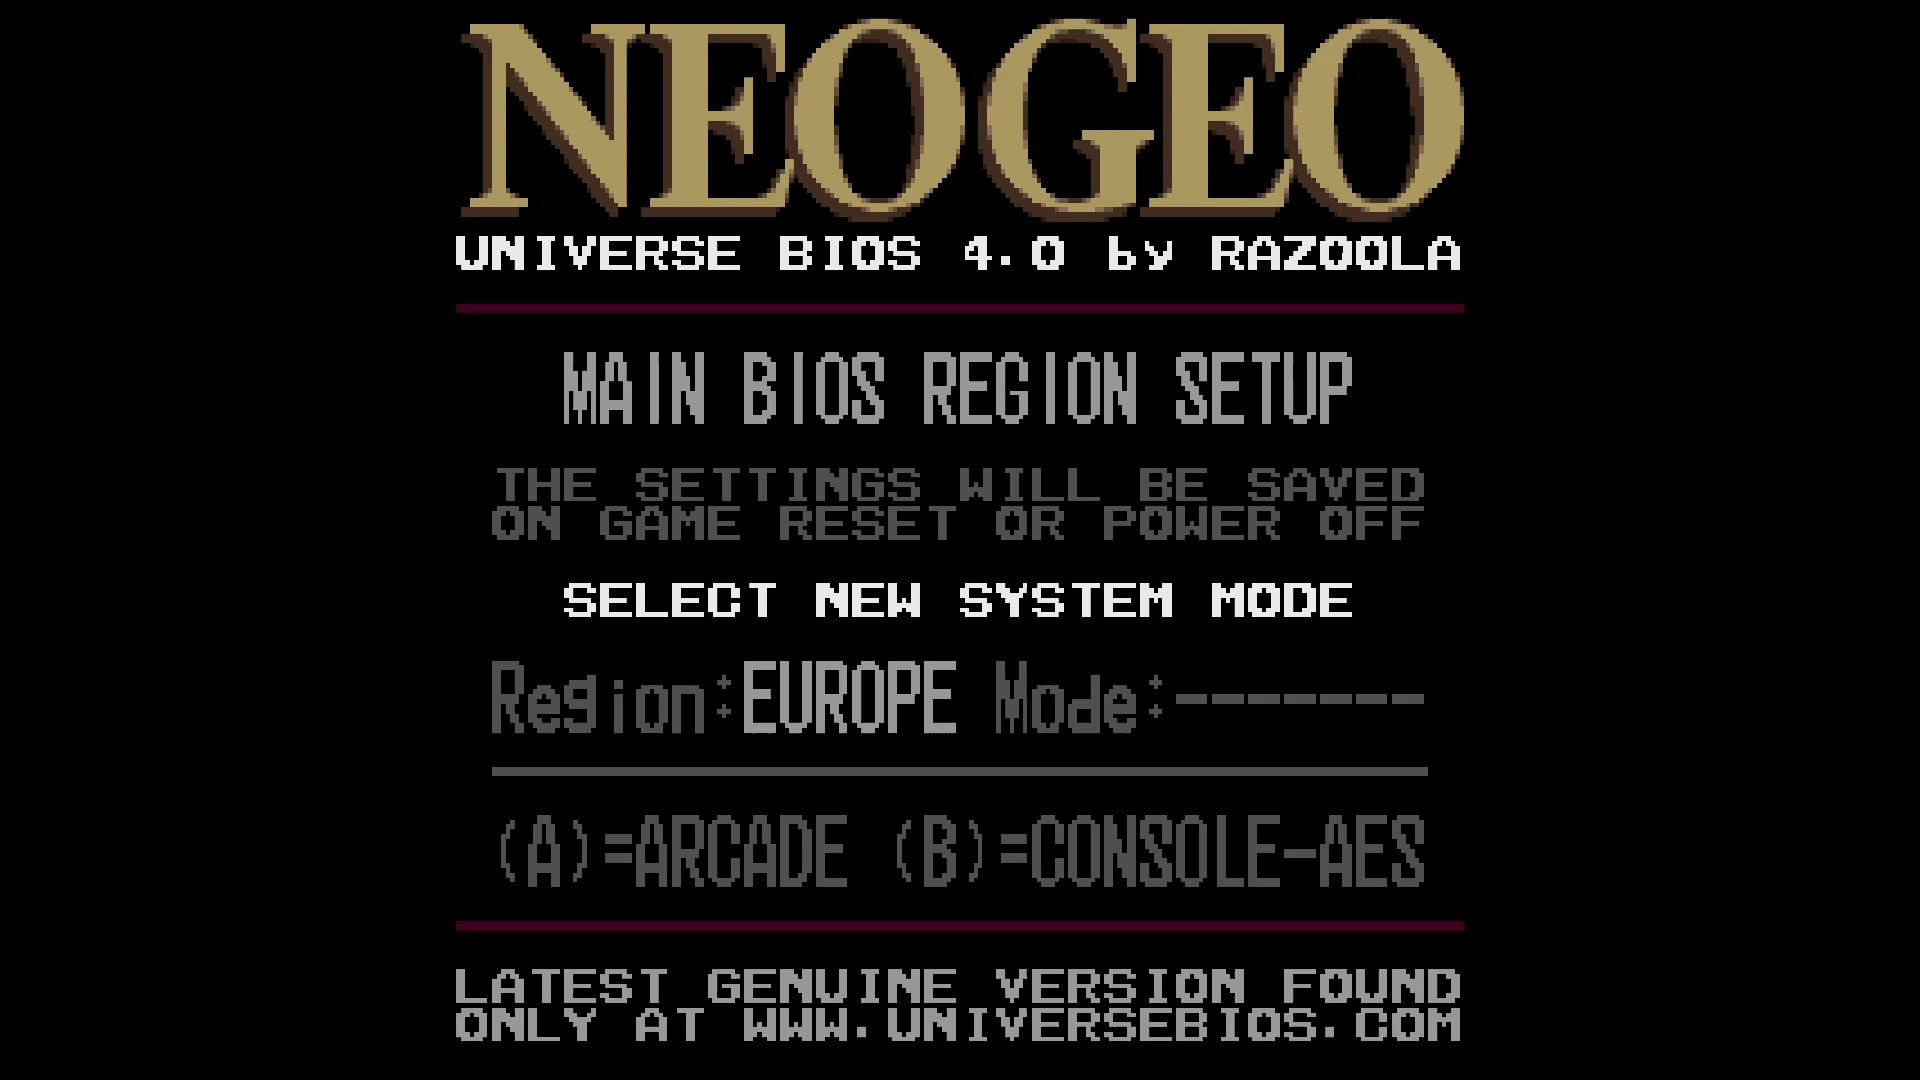 NEOGEO
UNIVERSE BIOS 4.0 by RAZOOLA
MAIN BIOS REGION SETUP
THE SETTINGS WILL BE SAVED
ON GAME RESET OR POWER OFF
SELECT NEW SYSTEM MODE
Region:EUROPE Mode:-------
(A)=ARCADE (B)=CONSOLE-AES
LATEST GENUINE VERSION FOUND
ONLY AT WWW.UNIVERSEBIOS.COM